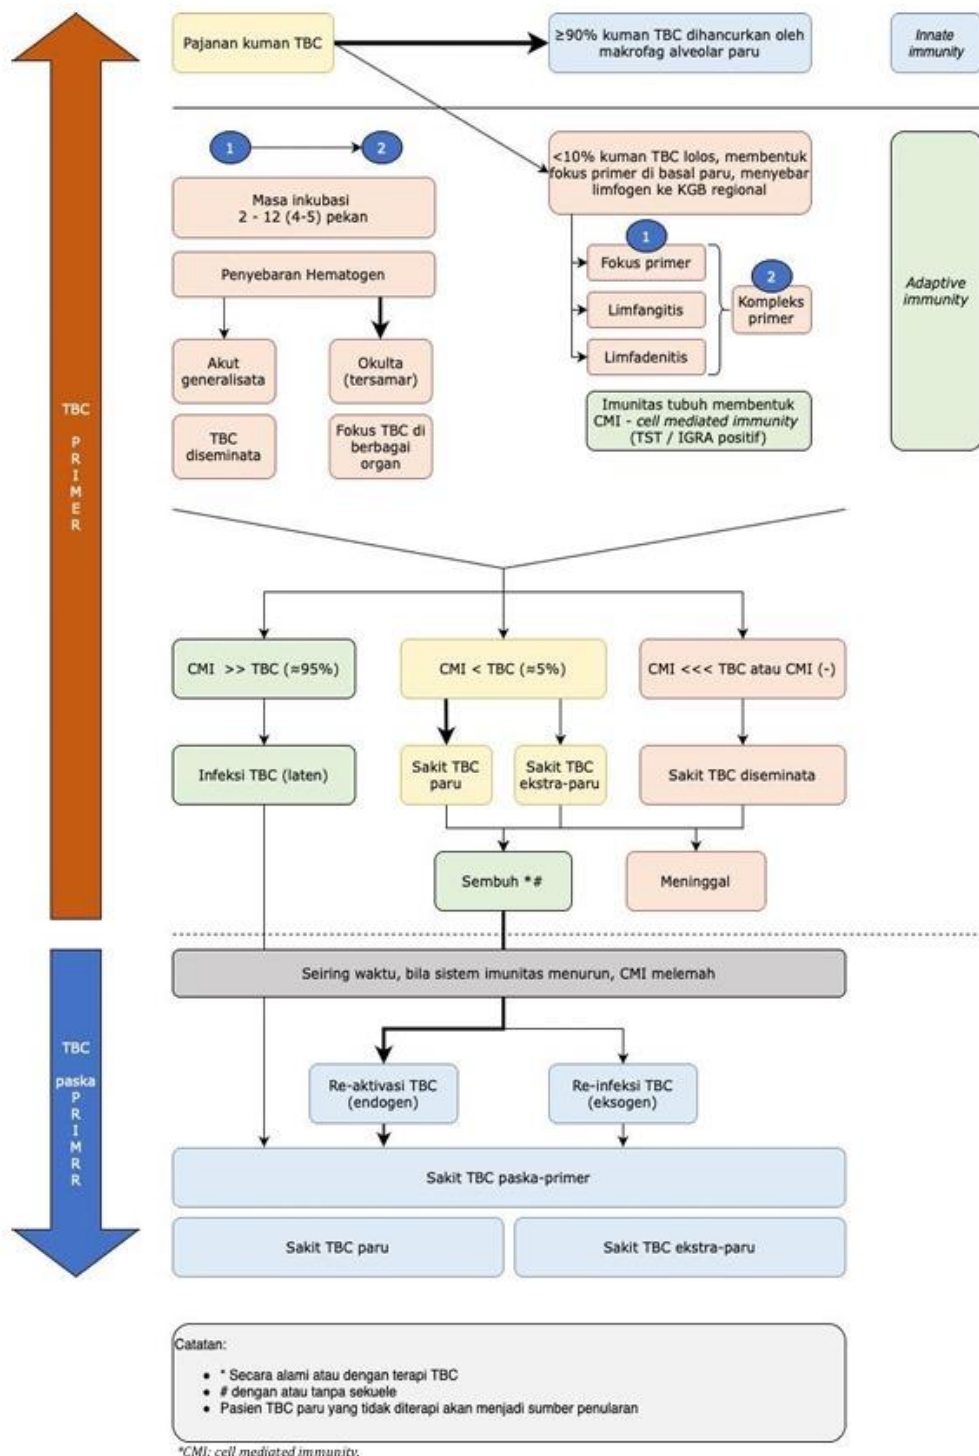 Pajanan kuman TBC
≥90% kuman TBC dihancurkan oleh
makrofag alveolar paru
Innate
immunity
1
2
<10% kuman TBC lolos, membentuk
fokus primer di basal paru, menyebar
limfogen ke KGB regional
Masa inkubasi
2 - 12 (4-5) pekan
1
Penyebaran Hematogen
Fokus primer
2
Limfangitis
Kompleks
primer
Adaptive
immunity
Akut
generalisata
Okulta
(tersamar)
Limfadenitis
TBC
diseminata
Fokus TBC di
berbagai
organ
Imunitas tubuh membentuk
CMI - cell mediated immunity
(TST / IGRA positif)
TBC
P
R
I
M
E
R
CMI >> TBC (≈95%)
CMI < TBC (≈5%)
CMI <<< TBC atau CMI (-)
Infeksi TBC (laten)
Sakit TBC
paru
Sakit TBC
ekstra-paru
Sakit TBC diseminata
Sembuh *#
Meninggal
Seiring waktu, bila sistem imunitas menurun, CMI melemah
TBC
paska
P
R
I
M
R
R
Re-aktivasi TBC
(endogen)
Re-infeksi TBC
(eksogen)
Sakit TBC paska-primer
Sakit TBC paru
Sakit TBC ekstra-paru
Catatan:
• * Secara alami atau dengan terapi TBC
• # dengan atau tanpa sekuele
• Pasien TBC paru yang tidak diterapi akan menjadi sumber penularan
*CMI: cell mediated immunity.